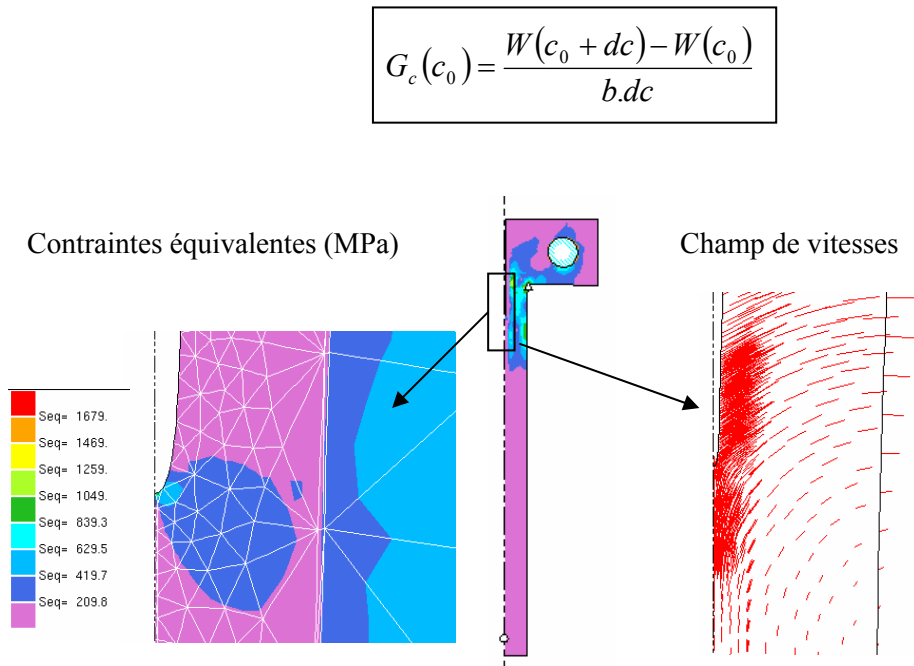 G_c(c_0) = \frac{W(c_0 + dc) - W(c_0)}{b.dc}
Contraintes équivalentes (MPa)
Champ de vitesses
Seq= 1679.
Seq= 1469.
Seq= 1259.
Seq= 1049.
Seq= 839.3
Seq= 629.5
Seq= 419.7
Seq= 209.8